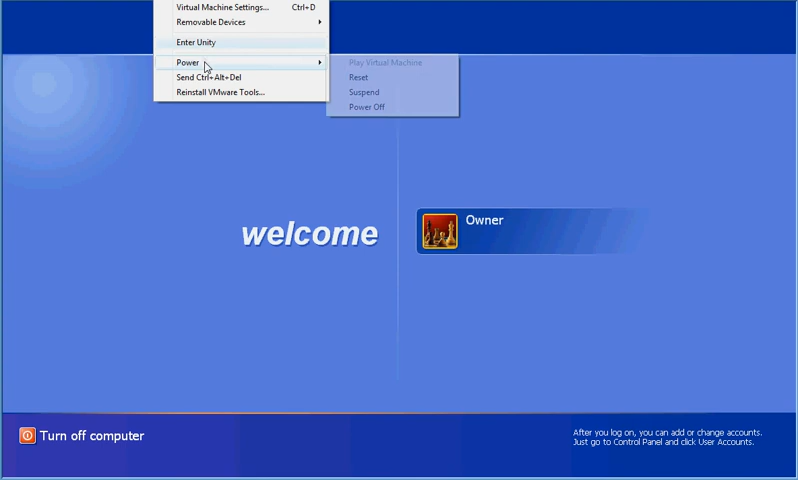 Virtual Machine Settings... Ctrl+D
Removable Devices
Enter Unity
Power
Send Ctrl+Alt+Del
Reinstall VMware Tools...
Play Virtual Machine
Reset
Suspend
Power Off
welcome
Owner
Turn off computer
After you log on, you can add or change accounts.
Just go to Control Panel and click User Accounts.